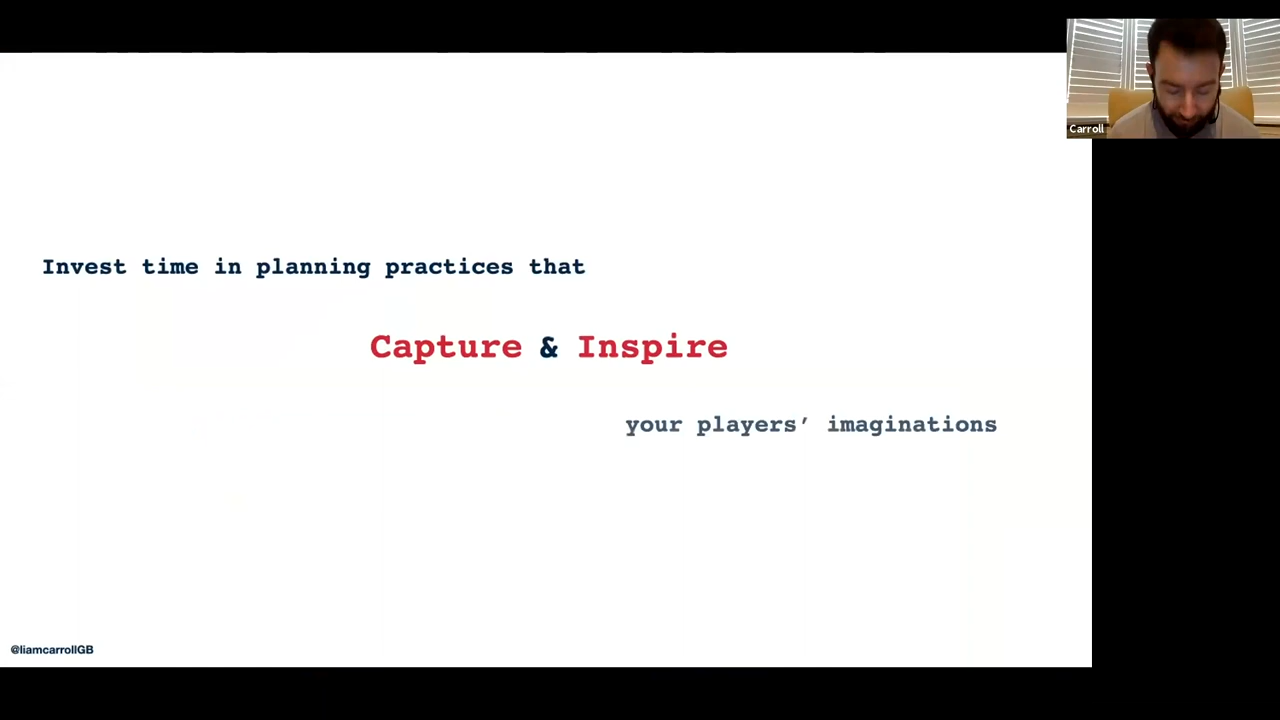 Carroll
Invest time in planning practices that
Capture & Inspire
your players’ imaginations
@liamcarrollGB